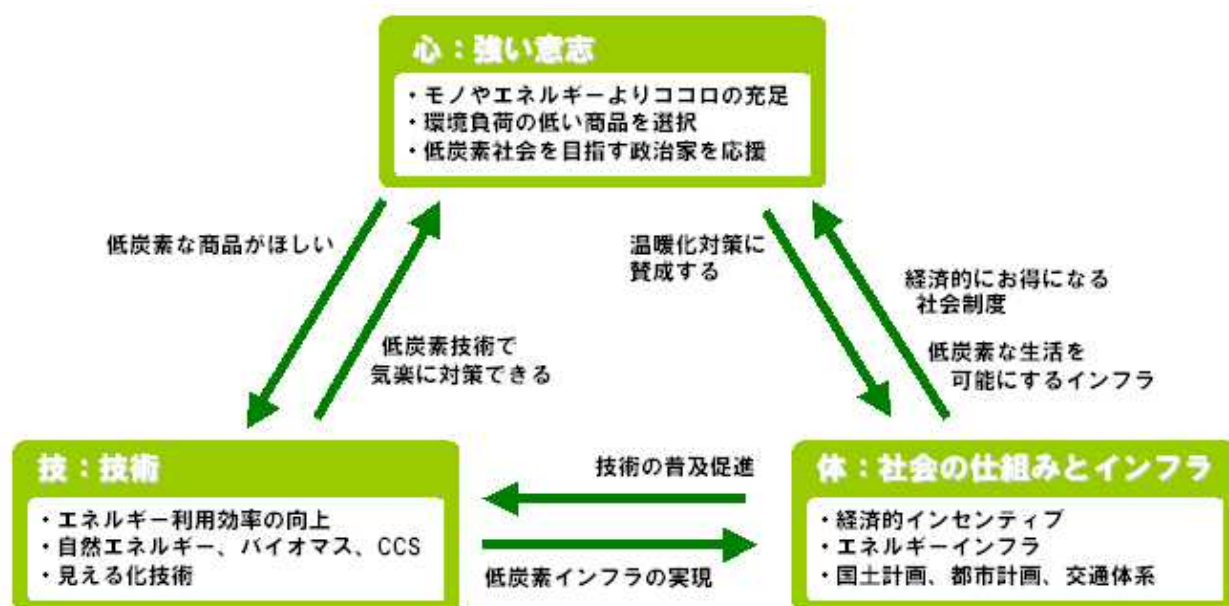 心：強い意志
・モノやエネルギーよりココロの充足
・環境負荷の低い商品を選択
・低炭素社会を目指す政治家を応援
低炭素な商品がほしい
低炭素技術で
気楽に対策できる
温暖化対策に
賛成する
経済的にお得になる
社会制度
低炭素な生活を
可能にするインフラ
技：技術
・エネルギー利用効率の向上
・自然エネルギー、バイオマス、CCS
・見える化技術
技術の普及促進
低炭素インフラの実現
体：社会の仕組みとインフラ
・経済的インセンティブ
・エネルギーインフラ
・国土計画、都市計画、交通体系